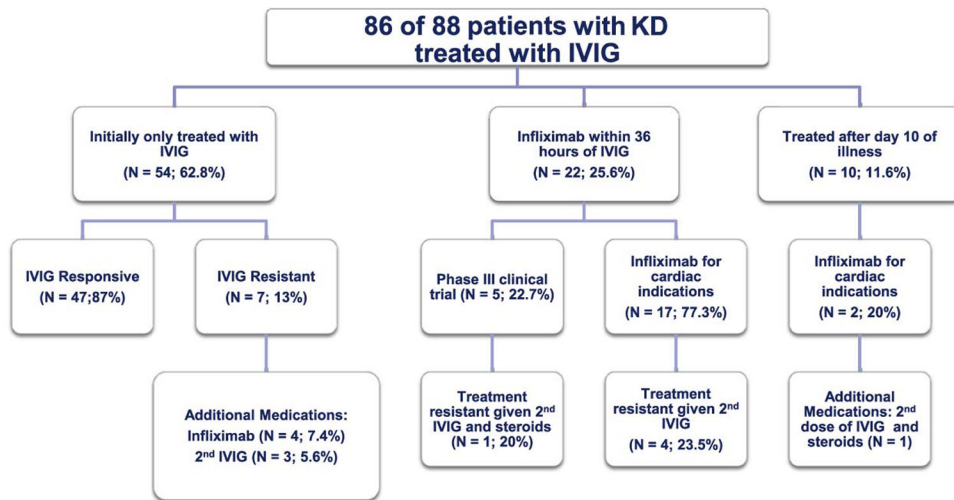 86 of 88 patients with KD
treated with IVIG
Initially only treated with
IVIG
(N = 54; 62.8%)
Infliximab within 36
hours of IVIG
(N = 22; 25.6%)
Treated after day 10 of
illness
(N = 10; 11.6%)
IVIG Responsive
(N = 47;87%)
IVIG Resistant
(N = 7; 13%)
Phase III clinical
trial (N = 5; 22.7%)
Infliximab for
cardiac
indications
(N = 17; 77.3%)
Infliximab for
cardiac
indications
(N = 2; 20%)
Additional Medications:
Infliximab (N = 4; 7.4%)
2nd IVIG (N = 3; 5.6%)
Treatment
resistant given 2nd
IVIG and steroids
(N = 1; 20%)
Treatment
resistant given 2nd
IVIG
(N = 4; 23.5%)
Additional
Medications: 2nd
dose of IVIG and
steroids (N = 1)